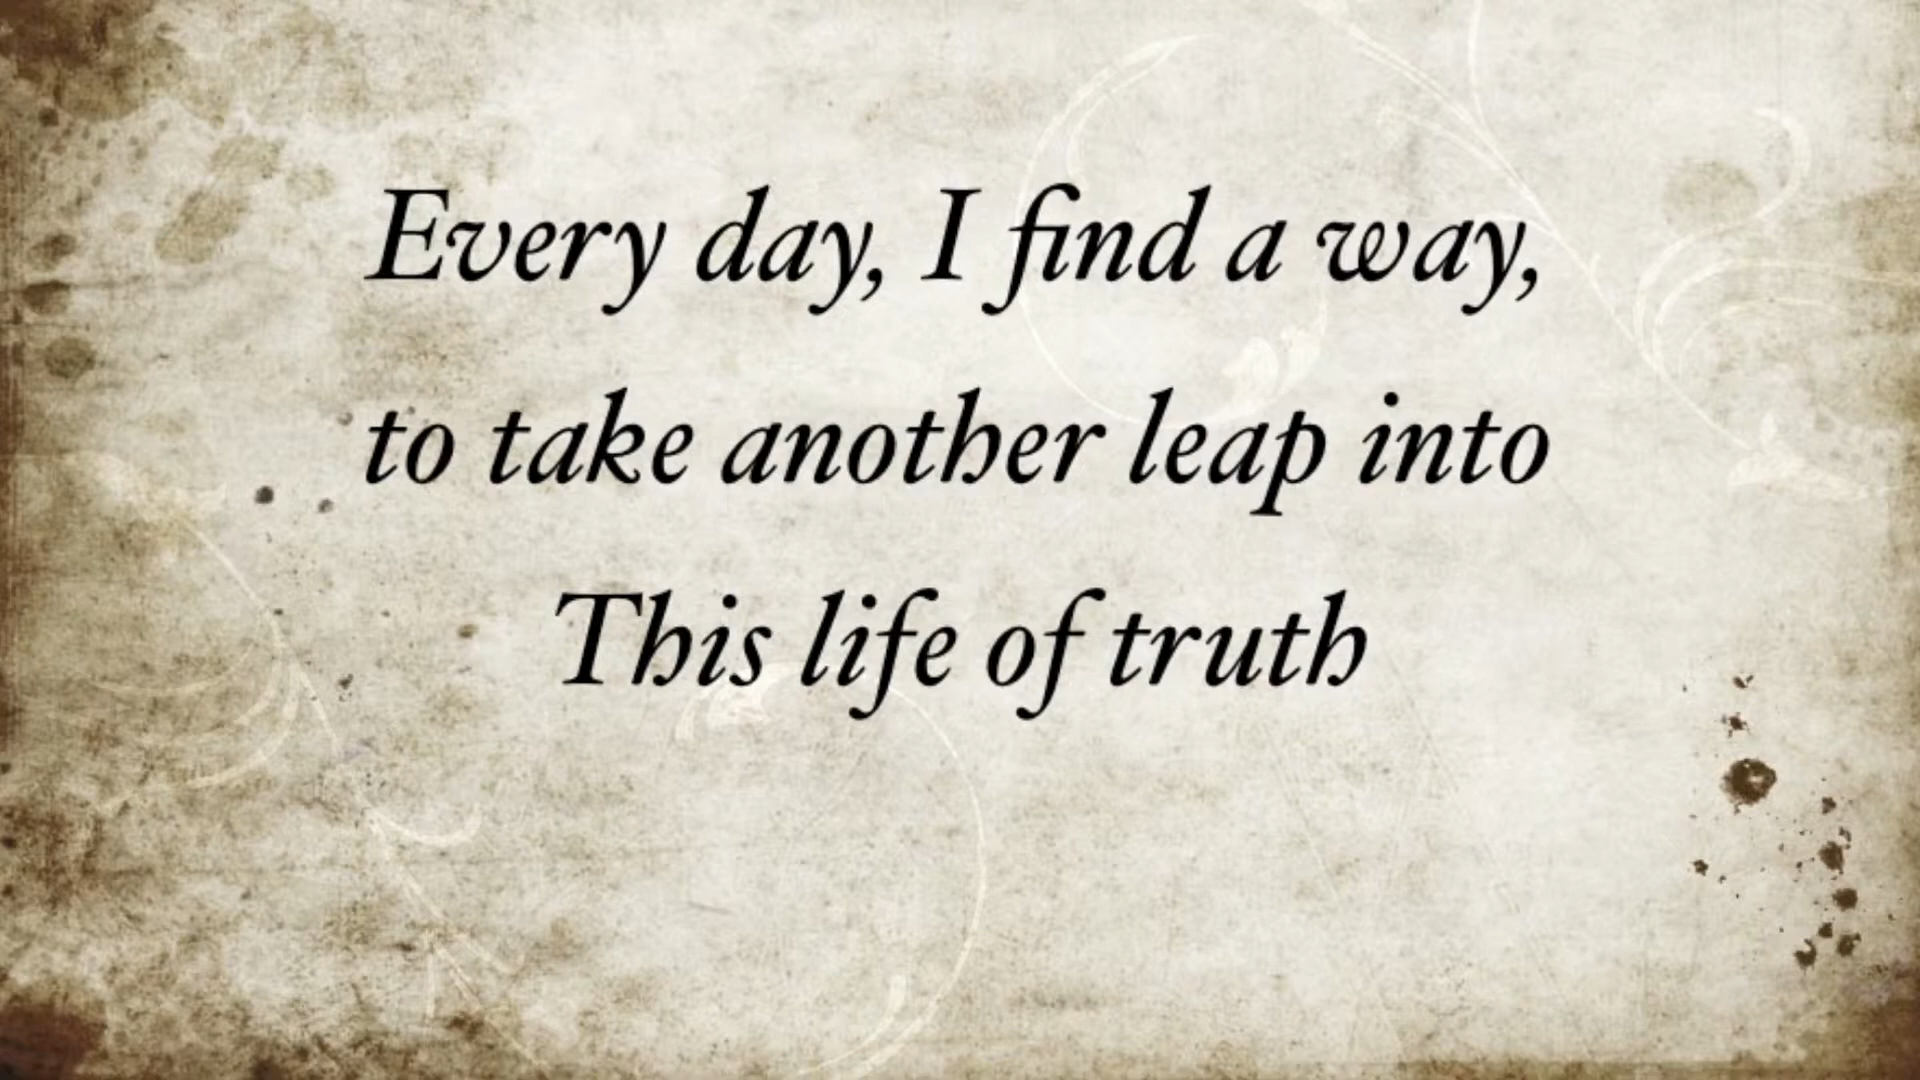 Every day, I find a way,
to take another leap into
This life of truth